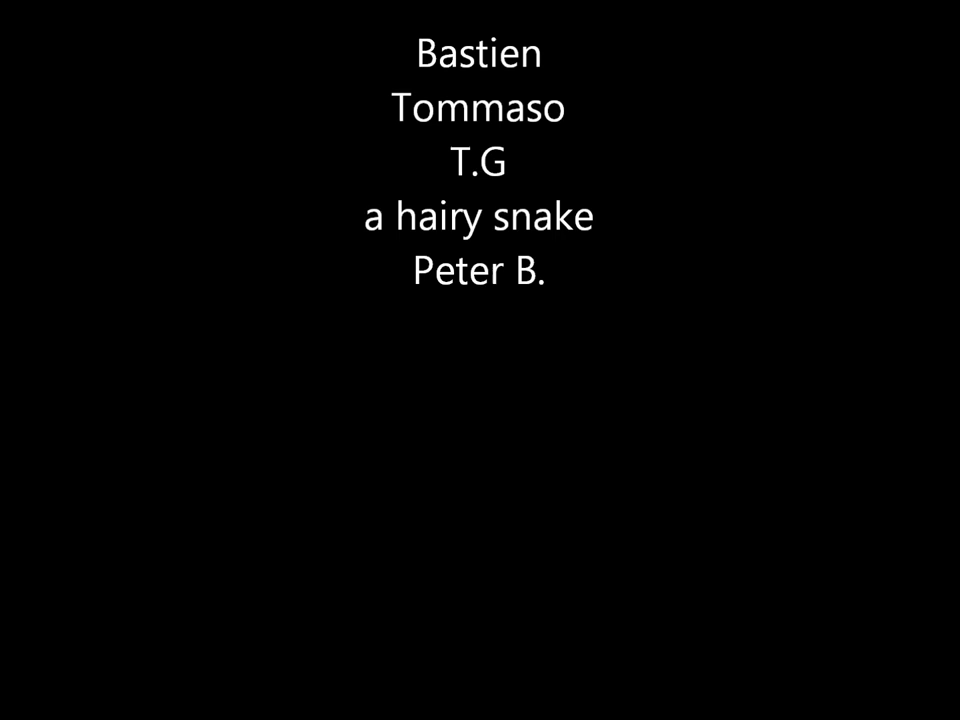 Bastien
Tommaso
T.G
a hairy snake
Peter B.